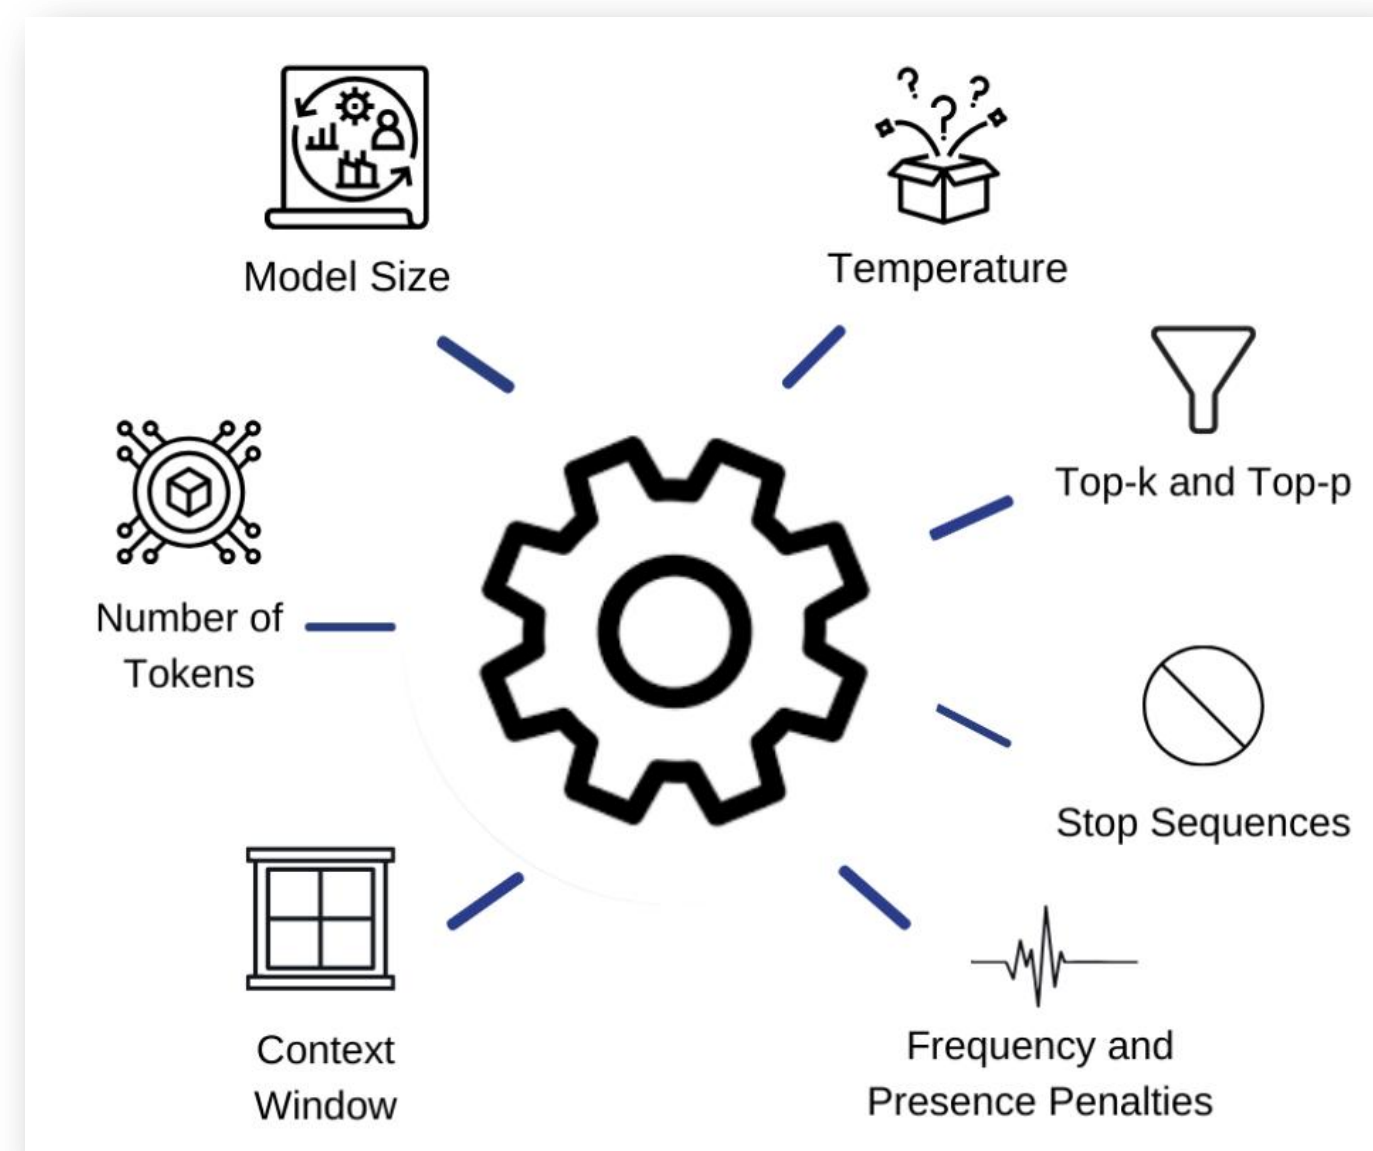 Model Size
Temperature
Top-k and Top-p
Number of
Tokens
Stop Sequences
Context
Window
Frequency and
Presence Penalties